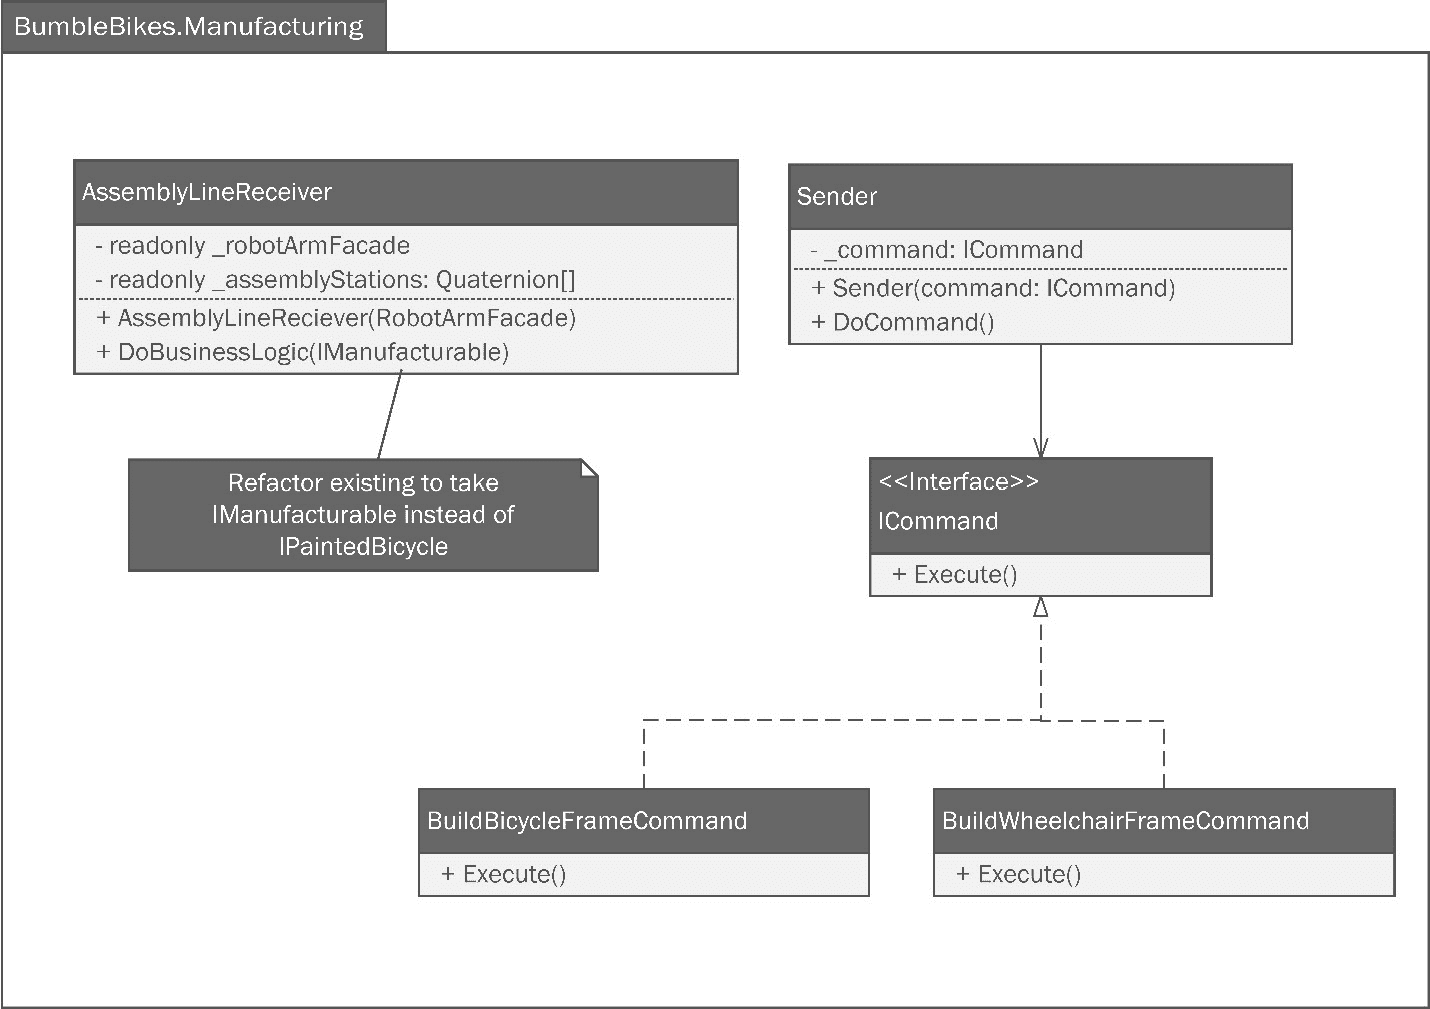 BumbleBikes.Manufacturing
AssemblyLineReceiver
- readonly _robotArmFacade
- readonly _assemblyStations: Quaternion[]
+ AssemblyLineReciever(RobotArmFacade)
+ DoBusinessLogic(IManufacturable)
Refactor existing to take
IManufacturable instead of
IPaintedBicycle
Sender
- _command: ICommand
+ Sender(command: ICommand)
+ DoCommand()
<<Interface>>
ICommand
+ Execute()
BuildBicycleFrameCommand
+ Execute()
BuildWheelchairFrameCommand
+ Execute()